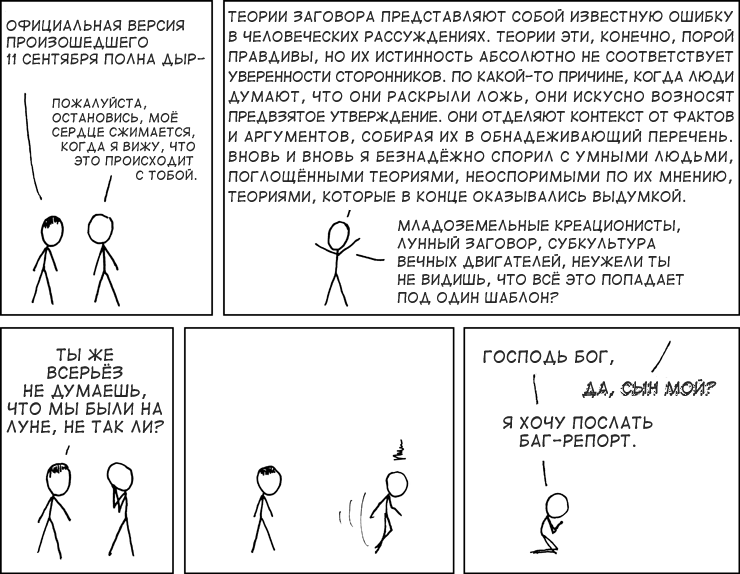 ОФИЦИАЛЬНАЯ ВЕРСИЯ
ПРОИЗОШЕДШЕГО
11 СЕНТЯБРЯ ПОЛНА ДЫР-
ПОЖАЛУЙСТА,
ОСТАНОВИСЬ, МОЁ
СЕРДЦЕ СЖИМАЕТСЯ,
КОГДА Я ВИЖУ, ЧТО
ЭТО ПРОИСХОДИТ
С ТОБОЙ.
ТЕОРИИ ЗАГОВОРА ПРЕДСТАВЛЯЮТ СОБОЙ ИЗВЕСТНУЮ ОШИБКУ
В ЧЕЛОВЕЧЕСКИХ РАССУЖДЕНИЯХ. ТЕОРИИ ЭТИ, КОНЕЧНО, ПОРОЙ
ПРАВДИВЫ, НО ИХ ИСТИННОСТЬ АБСОЛЮТНО НЕ СООТВЕТСТВУЕТ
УВЕРЕННОСТИ СТОРОННИКОВ. ПО КАКОЙ-ТО ПРИЧИНЕ, КОГДА ЛЮДИ
ДУМАЮТ, ЧТО ОНИ РАСКРЫЛИ ЛОЖЬ, ОНИ ИСКУСНО ВОЗНОСЯТ
ПРЕДВЗЯТОЕ УТВЕРЖДЕНИЕ. ОНИ ОТДЕЛЯЮТ КОНТЕКСТ ОТ ФАКТОВ
И АРГУМЕНТОВ, СОБИРАЯ ИХ В ОБНАДЕЖИВАЮЩИЙ ПЕРЕЧЕНЬ.
ВНОВЬ И ВНОВЬ Я БЕЗНАДЁЖНО СПОРИЛ С УМНЫМИ ЛЮДЬМИ,
ПОГЛОЩЁННЫМИ ТЕОРИЯМИ, НЕОСПОРИМЫМИ ПО ИХ МНЕНИЮ,
ТЕОРИЯМИ, КОТОРЫЕ В КОНЦЕ ОКАЗЫВАЛИСЬ ВЫДУМКОЙ.
МЛАДОЗЕМЕЛЬНЫЕ КРЕАЦИОНИСТЫ,
ЛУННЫЙ ЗАГОВОР, СУБКУЛЬТУРА
ВЕЧНЫХ ДВИГАТЕЛЕЙ, НЕУЖЕЛИ ТЫ
НЕ ВИДИШЬ, ЧТО ВСЁ ЭТО ПОПАДАЕТ
ПОД ОДИН ШАБЛОН?
ТЫ ЖЕ
ВСЕРЬЁЗ
НЕ ДУМАЕШЬ,
ЧТО МЫ БЫЛИ НА
ЛУНЕ, НЕ ТАК ЛИ?
ГОСПОДЬ БОГ,
ДА, СЫН МОЙ?
Я ХОЧУ ПОСЛАТЬ
БАГ-РЕПОРТ.